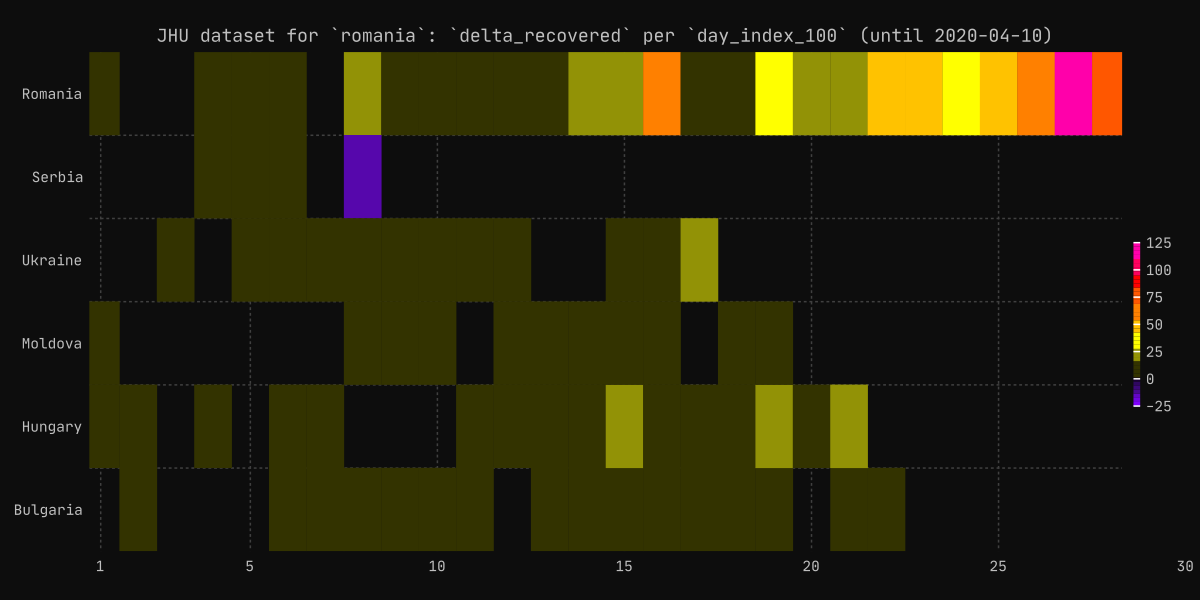 JHU dataset for `romania`: `delta_recovered` per `day_index_100` (until 2020-04-10)
Romania
Serbia
Ukraine
Moldova
Hungary
Bulgaria
125
100
75
50
25
0
-25
1 5 10 15 20 25 30